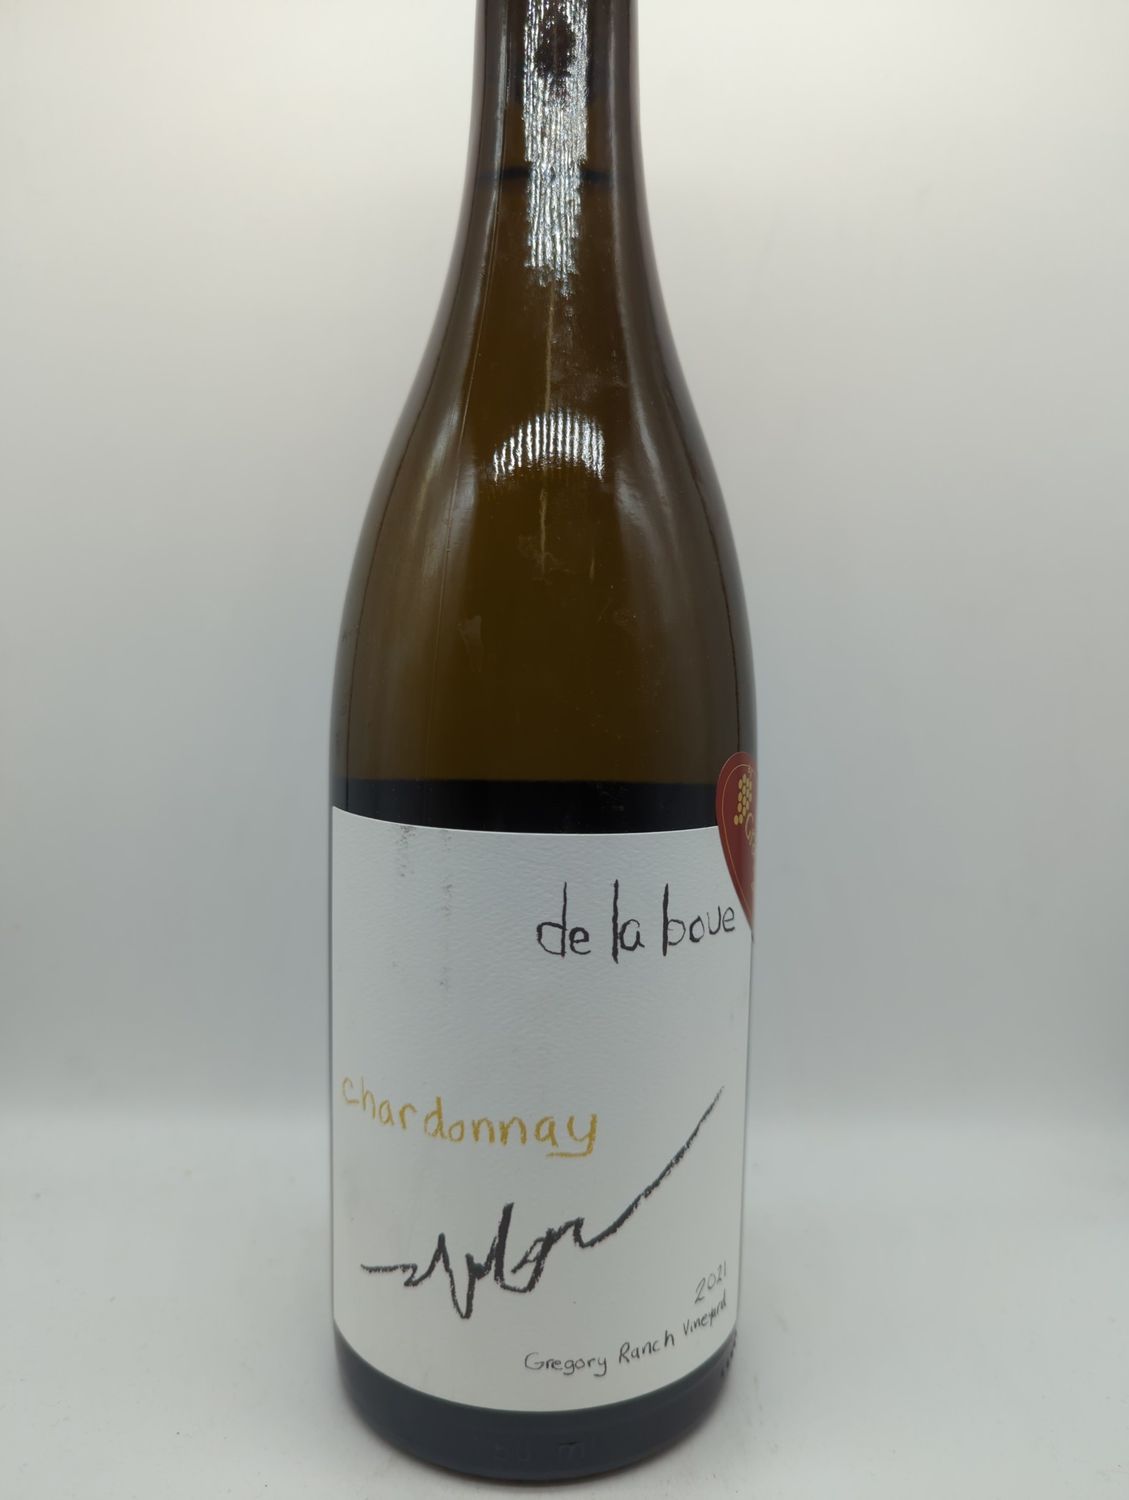 de la boue
chardonnay
2021
Gregory Ranch Vineyard